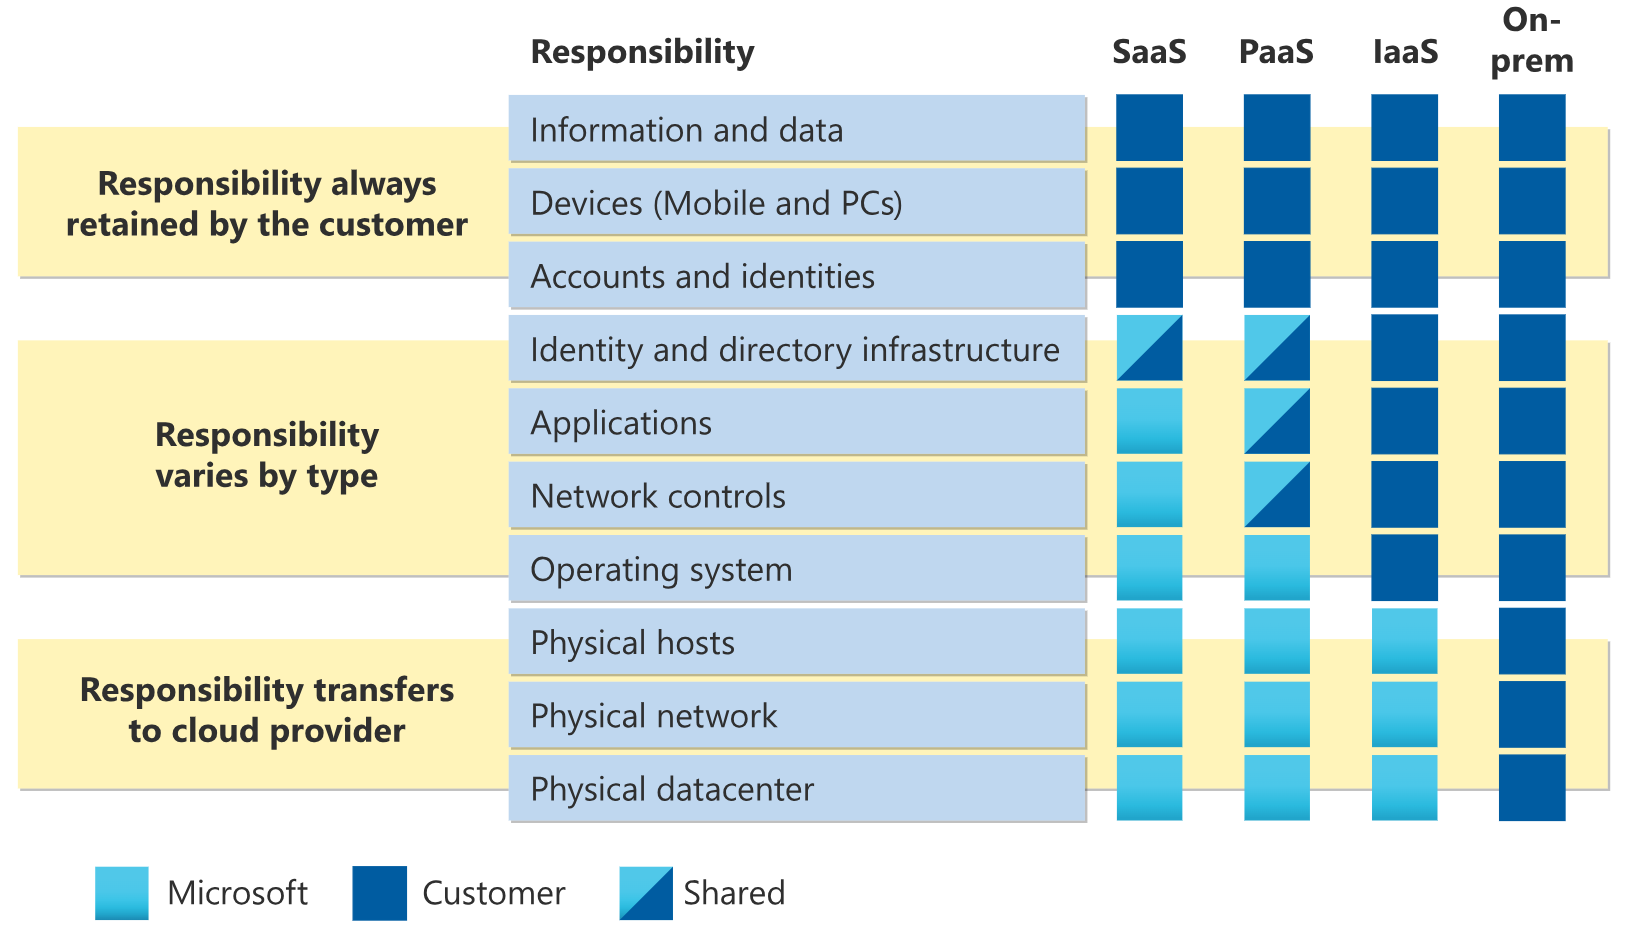 Responsibility
SaaS
PaaS
IaaS
On-
prem
Responsibility always
retained by the customer
Information and data
Devices (Mobile and PCs)
Accounts and identities
Responsibility
varies by type
Identity and directory infrastructure
Applications
Network controls
Operating system
Responsibility transfers
to cloud provider
Physical hosts
Physical network
Physical datacenter
Microsoft
Customer
Shared